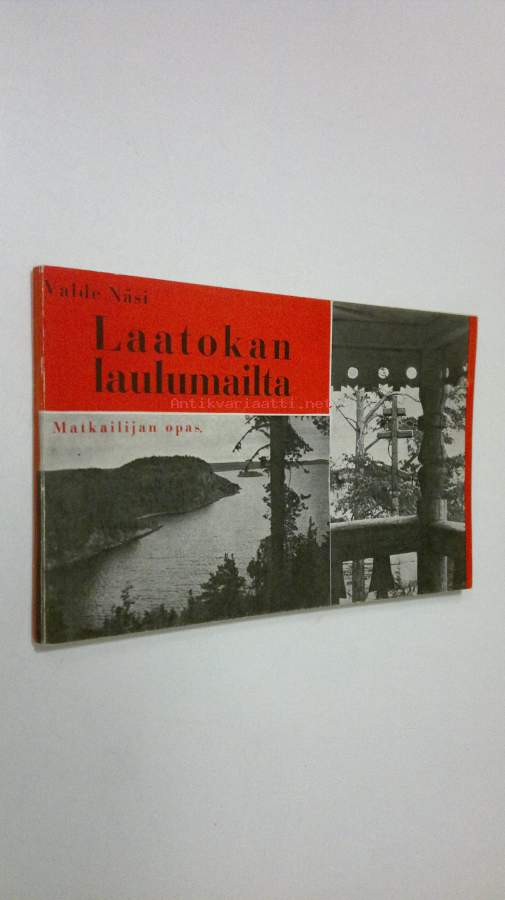 Valde Näsi
Laatokan
laulumailta
Antikvariaatti.net
Matkailijan opas.